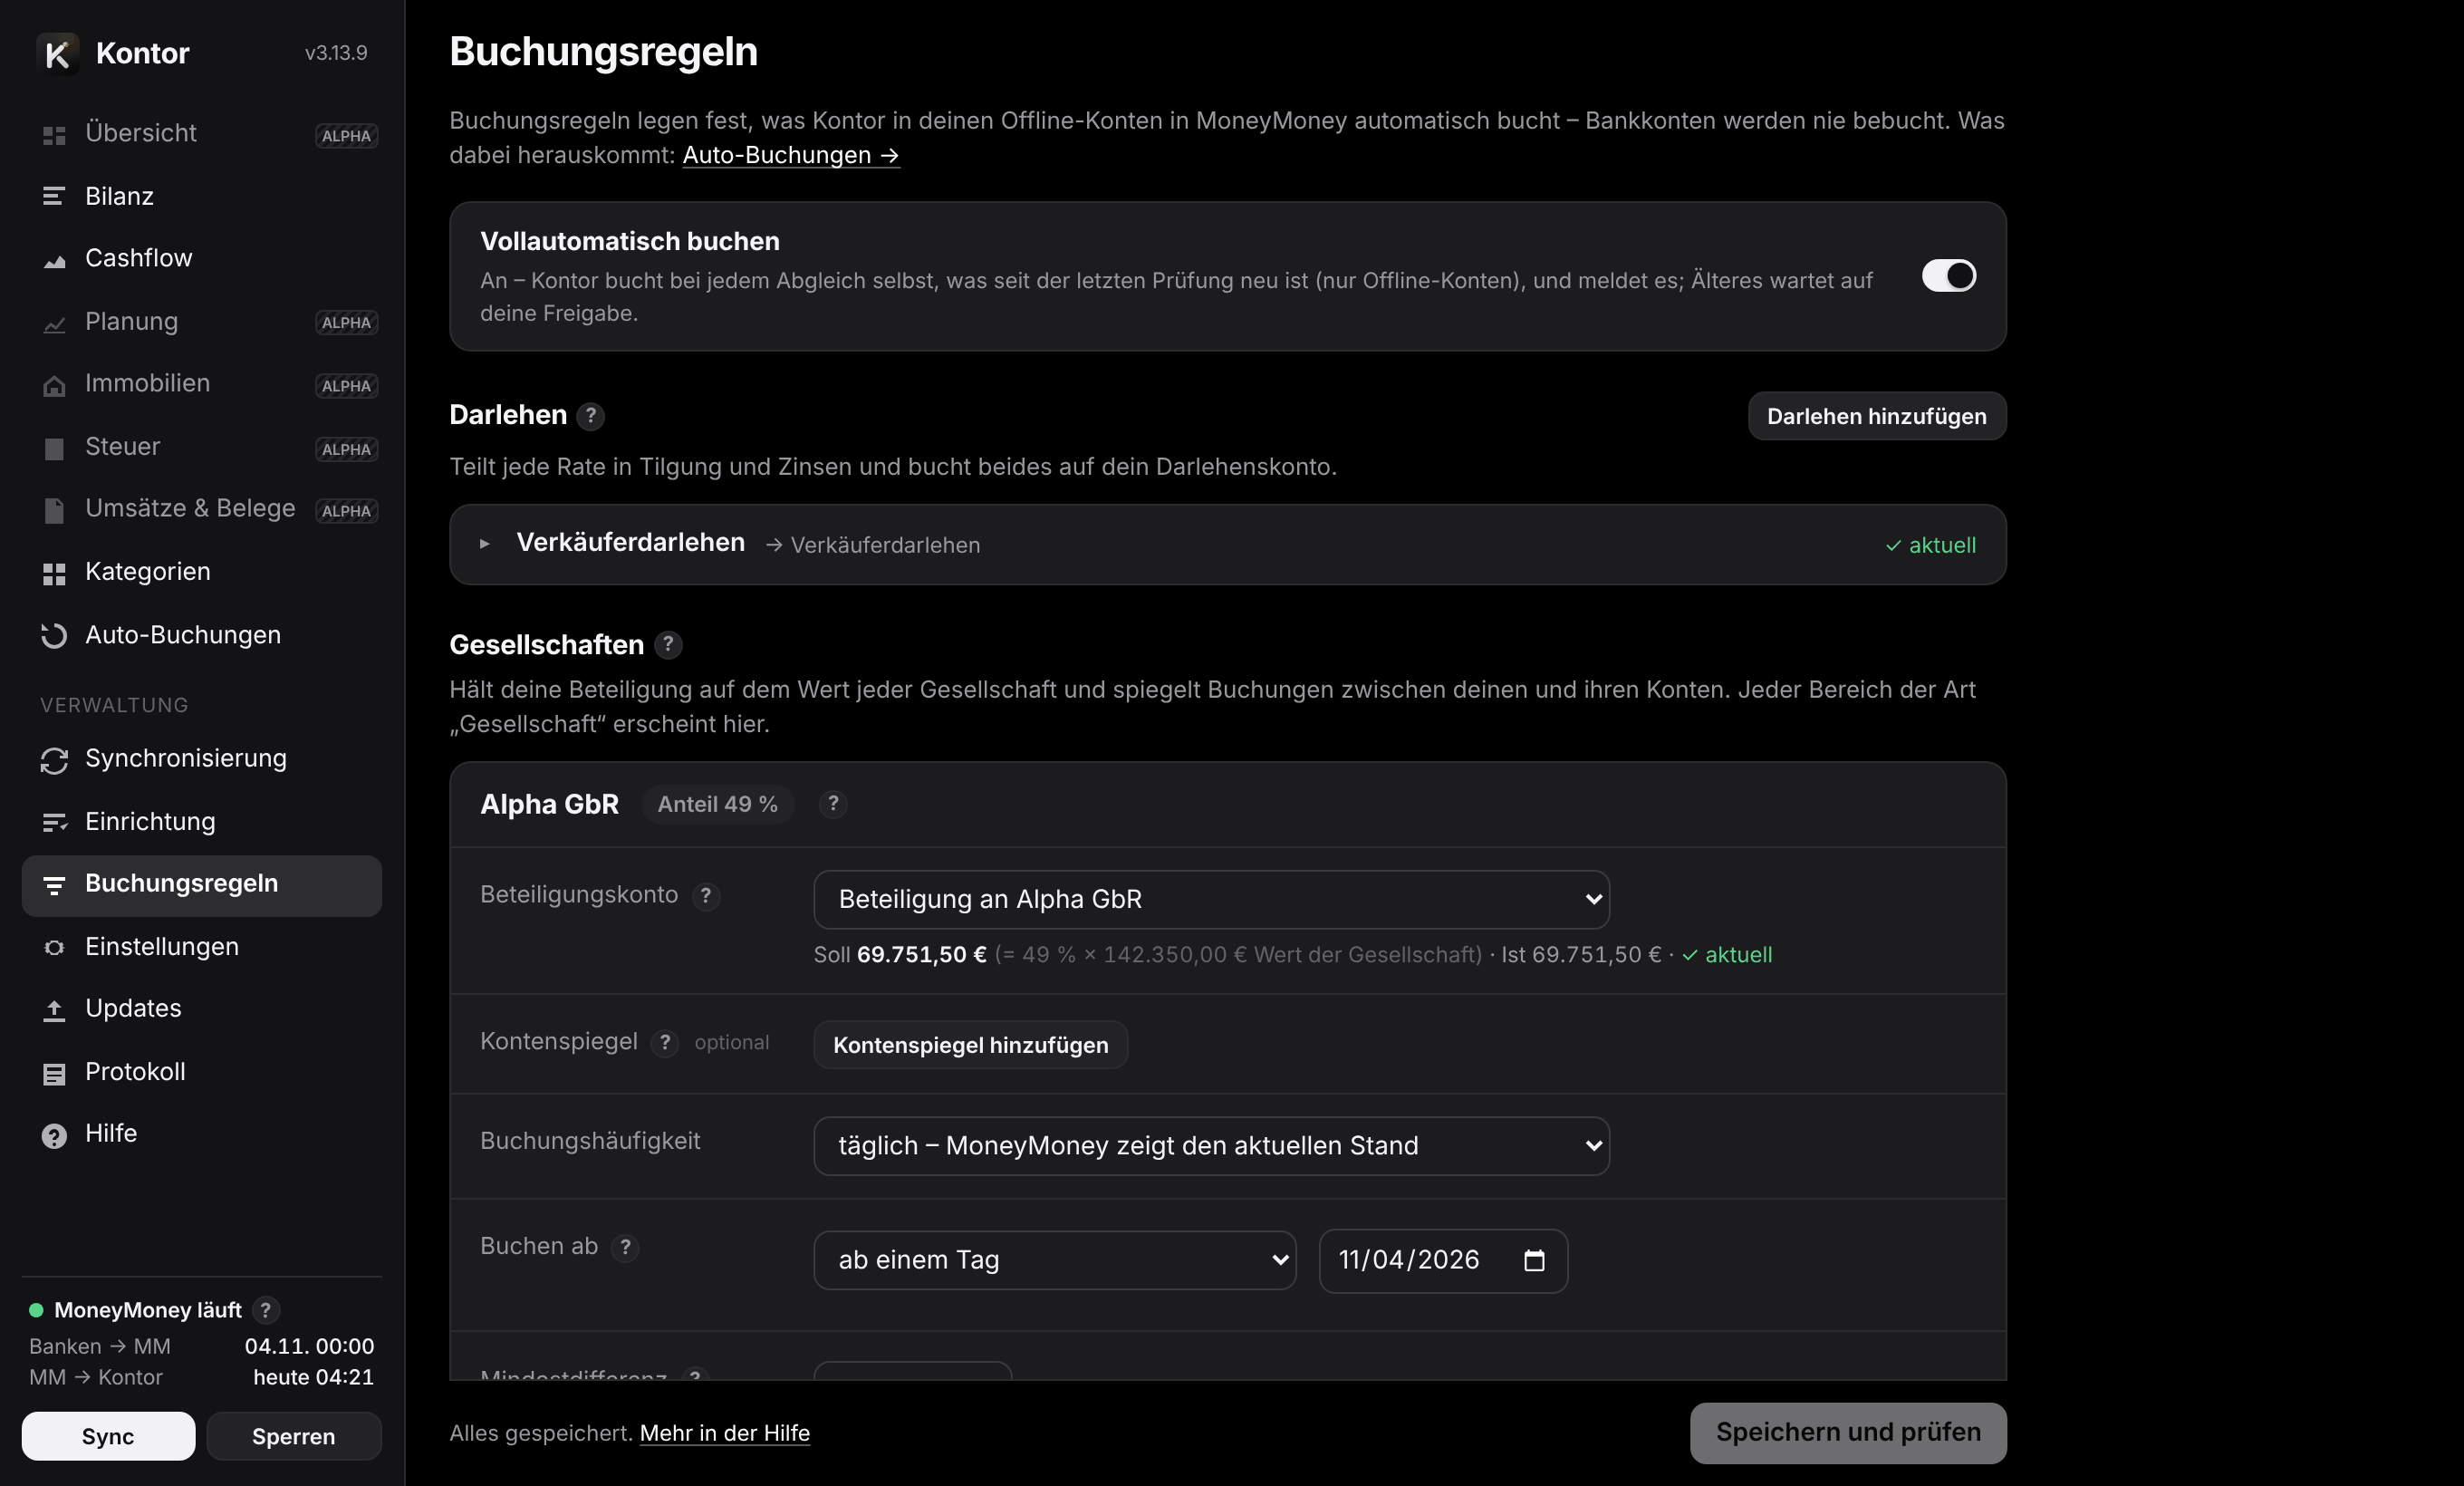 Kontor v3.13.9
Übersicht ALPHA
Bilanz
Cashflow
Planung ALPHA
Immobilien ALPHA
Steuer ALPHA
Umsätze & Belege ALPHA
Kategorien
Auto-Buchungen
VERWALTUNG
Synchronisierung
Einrichtung
Buchungsregeln
Einstellungen
Updates
Protokoll
Hilfe
MoneyMoney läuft ?
Banken → MM 04.11. 00:00
MM → Kontor heute 04:21
Sync Sperren
Buchungsregeln
Buchungsregeln legen fest, was Kontor in deinen Offline-Konten in MoneyMoney automatisch bucht – Bankkonten werden nie bebucht. Was
dabei herauskommt: Auto-Buchungen →
Vollautomatisch buchen
An – Kontor bucht bei jedem Abgleich selbst, was seit der letzten Prüfung neu ist (nur Offline-Konten), und meldet es; Älteres wartet auf
deine Freigabe.
Darlehen ? Darlehen hinzufügen
Teilt jede Rate in Tilgung und Zinsen und bucht beides auf dein Darlehenskonto.
▸ Verkäuferdarlehen → Verkäuferdarlehen ✓ aktuell
Gesellschaften ?
Hält deine Beteiligung auf dem Wert jeder Gesellschaft und spiegelt Buchungen zwischen deinen und ihren Konten. Jeder Bereich der Art
„Gesellschaft“ erscheint hier.
Alpha GbR Anteil 49 % ?
Beteiligungskonto ? Beteiligung an Alpha GbR
Soll 69.751,50 € (= 49 % × 142.350,00 € Wert der Gesellschaft) · Ist 69.751,50 € · ✓ aktuell
Kontenspiegel ? optional Kontenspiegel hinzufügen
Buchungshäufigkeit täglich – MoneyMoney zeigt den aktuellen Stand
Buchen ab ? ab einem Tag 11/04/2026
Mindestdifferenz ?
Alles gespeichert. Mehr in der Hilfe Speichern und prüfen